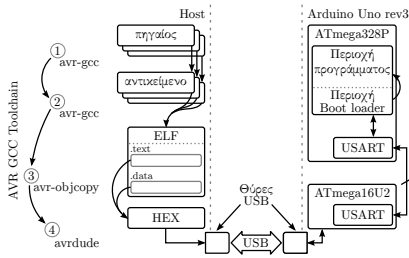 Host
Arduino Uno rev3
AVR GCC Toolchain
1
avr-gcc
2
avr-gcc
3
avr-objcopy
4
avrdude
πηγαίος
αντικείμενο
ELF
.text
.data
HEX
Θύρες
USB
USB
ATmega328P
Περιοχή
προγράμματος
Περιοχή
Boot loader
USART
ATmega16U2
USART